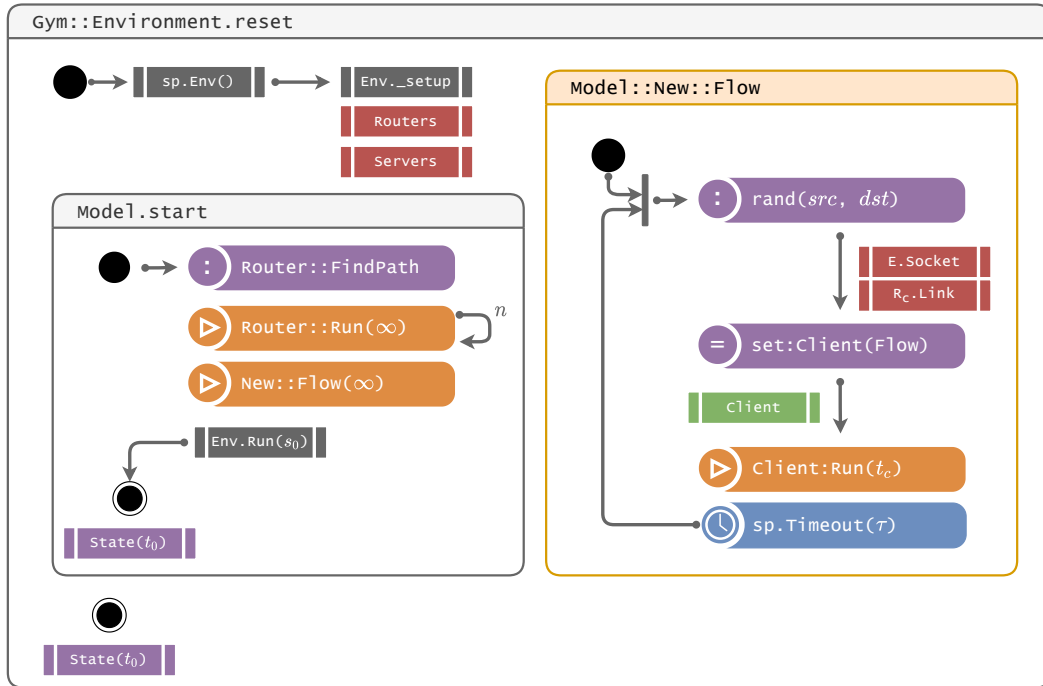 Gym::Environment.reset
sp.Env()
Env._setup
Routers
Servers
Model.start
:
Router::FindPath
Router::Run(∞)
n
New::Flow(∞)
Env.Run(s₀)
State(t₀)
State(t₀)
Model::New::Flow
:
rand(src, dst)
E.Socket
R_c.Link
=
set:Client(Flow)
Client
Client:Run(t_c)
sp.Timeout(τ)